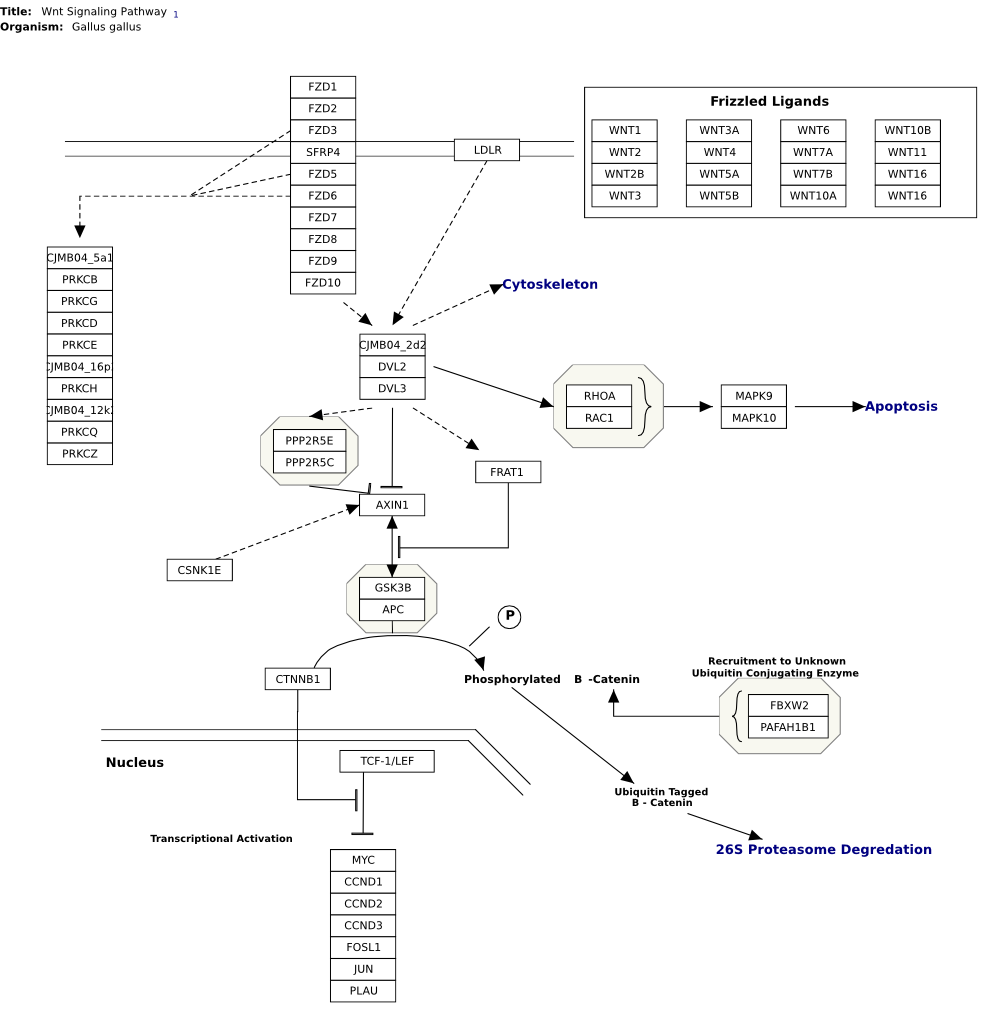 Title: Wnt Signaling Pathway 1
Organism: Gallus gallus
FZD1
FZD2
FZD3
SFRP4
FZD5
FZD6
FZD7
FZD8
FZD9
FZD10
LDLR
Frizzled Ligands
WNT1 WNT3A WNT6 WNT10B
WNT2 WNT4 WNT7A WNT11
WNT2B WNT5A WNT7B WNT16
WNT3 WNT5B WNT10A WNT16
CJMB04_5a1
PRKCB
PRKCG
PRKCD
PRKCE
CJMB04_16p
PRKCH
CJMB04_12k
PRKCQ
PRKCZ
Cytoskeleton
CJMB04_2d2
DVL2
DVL3
RHOA
RAC1
MAPK9
MAPK10
Apoptosis
PPP2R5E
PPP2R5C
FRAT1
AXIN1
CSNK1E
GSK3B
APC
P
CTNNB1
Phosphorylated B -Catenin
Recruitment to Unknown
Ubiquitin Conjugating Enzyme
FBXW2
PAFAH1B1
Nucleus
TCF-1/LEF
Ubiquitin Tagged
B - Catenin
Transcriptional Activation
26S Proteasome Degredation
MYC
CCND1
CCND2
CCND3
FOSL1
JUN
PLAU